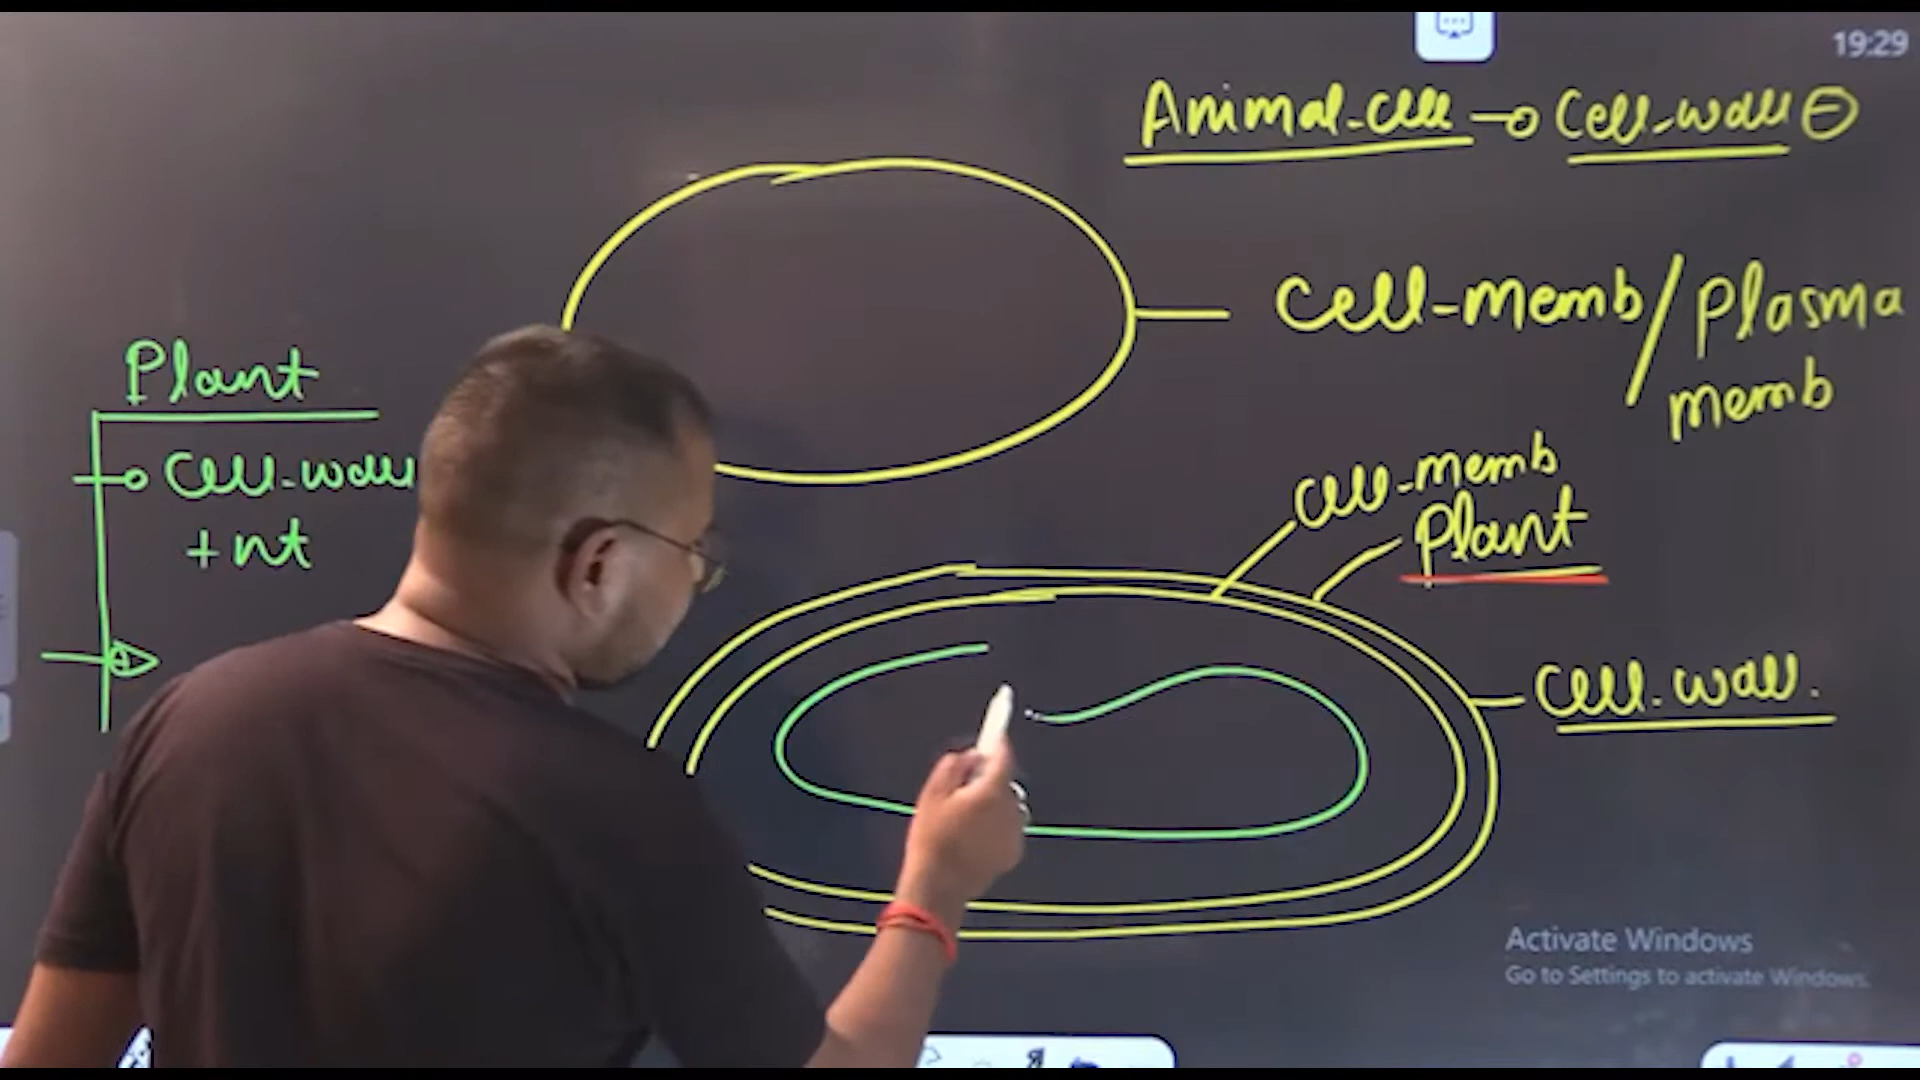 19:29
Animal-cell Cell-wall
Cell-memb/Plasma
memb
Plant
Cell-wall
+nt
cell-memb
Plant
Cell-wall.
Activate Windows
Go to Settings to activate Windows.